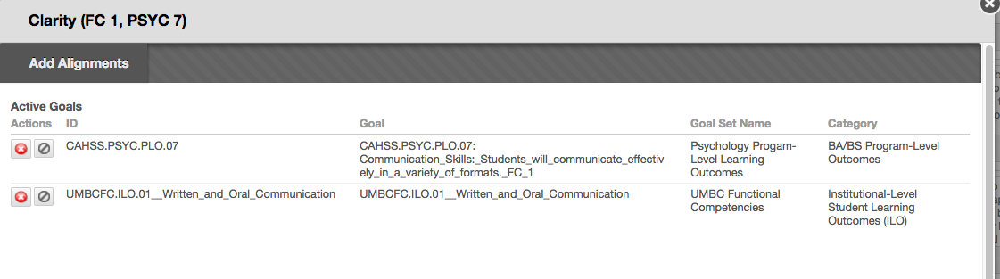 Clarity (FC 1, PSYC 7)
Add Alignments
Active Goals
Actions ID Goal Goal Set Name Category
CAHSS.PSYC.PLO.07 CAHSS.PSYC.PLO.07: Psychology Progam- BA/BS Program-Level
Communication_Skills:_Students_will_communicate_effectiv Level Learning Outcomes
ely_in_a_variety_of_formats._FC_1 Outcomes
UMBCFC.ILO.01__Written_and_Oral_Communication UMBCFC.ILO.01__Written_and_Oral_Communication UMBC Functional Institutional-Level
Competencies Student Learning
Outcomes (ILO)